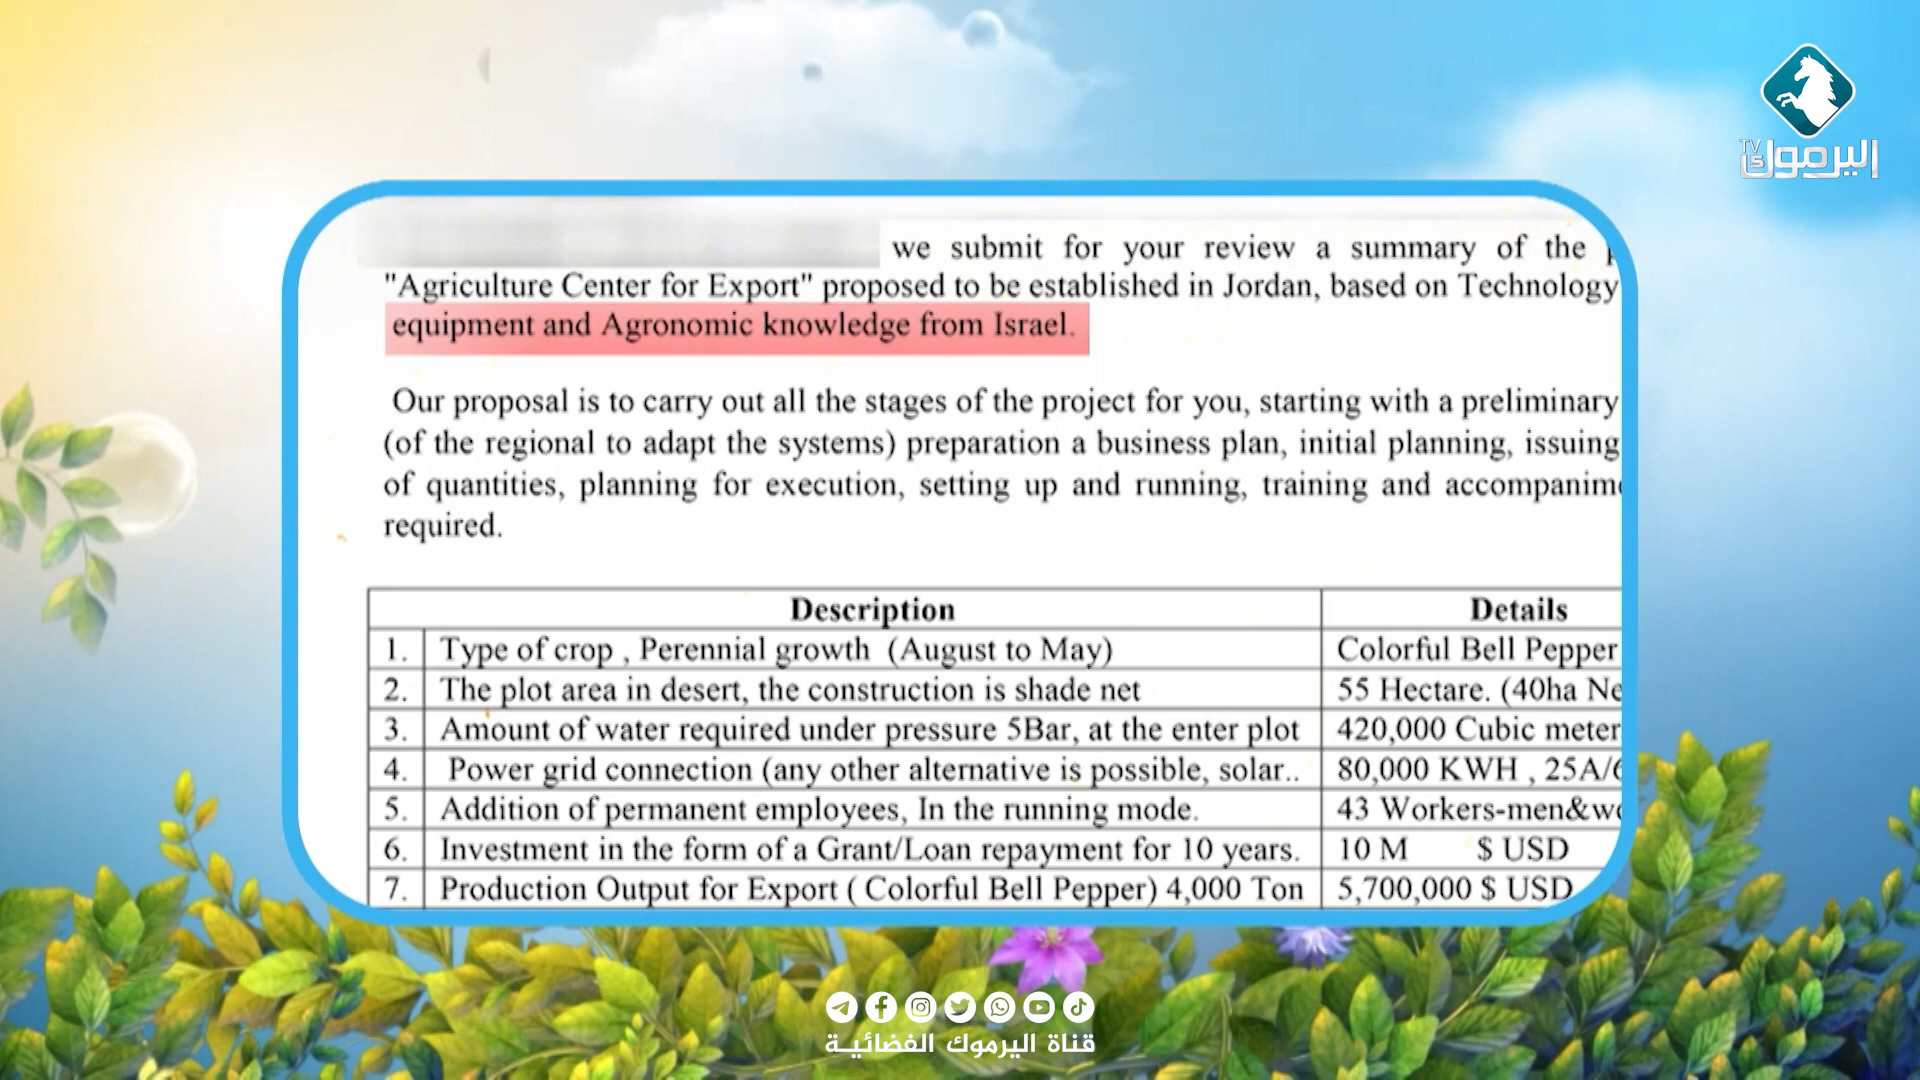 اليرموك
TV
we submit for your review a summary of the
"Agriculture Center for Export" proposed to be established in Jordan, based on Technology
equipment and Agronomic knowledge from Israel.
Our proposal is to carry out all the stages of the project for you, starting with a preliminary
(of the regional to adapt the systems) preparation a business plan, initial planning, issuing
of quantities, planning for execution, setting up and running, training and
required.
Description Details
1. Type of crop , Perennial growth (August to May) Colorful Bell Pepper
2. The plot area in desert, the construction is shade net 55 Hectare. (40ha
3. Amount of water required under pressure 5Bar, at the enter plot 420,000 Cubic meter
4. Power grid connection (any other alternative is possible, solar.. 80,000 KWH , 25A/
5. Addition of permanent employees, In the running mode. 43 Workers-men&
6. Investment in the form of a Grant/Loan repayment for 10 years. 10 M $ USD
7. Production Output for Export ( Colorful Bell Pepper) 4,000 Ton 5,700,000 $ USD
قناة اليرموك الفضائية